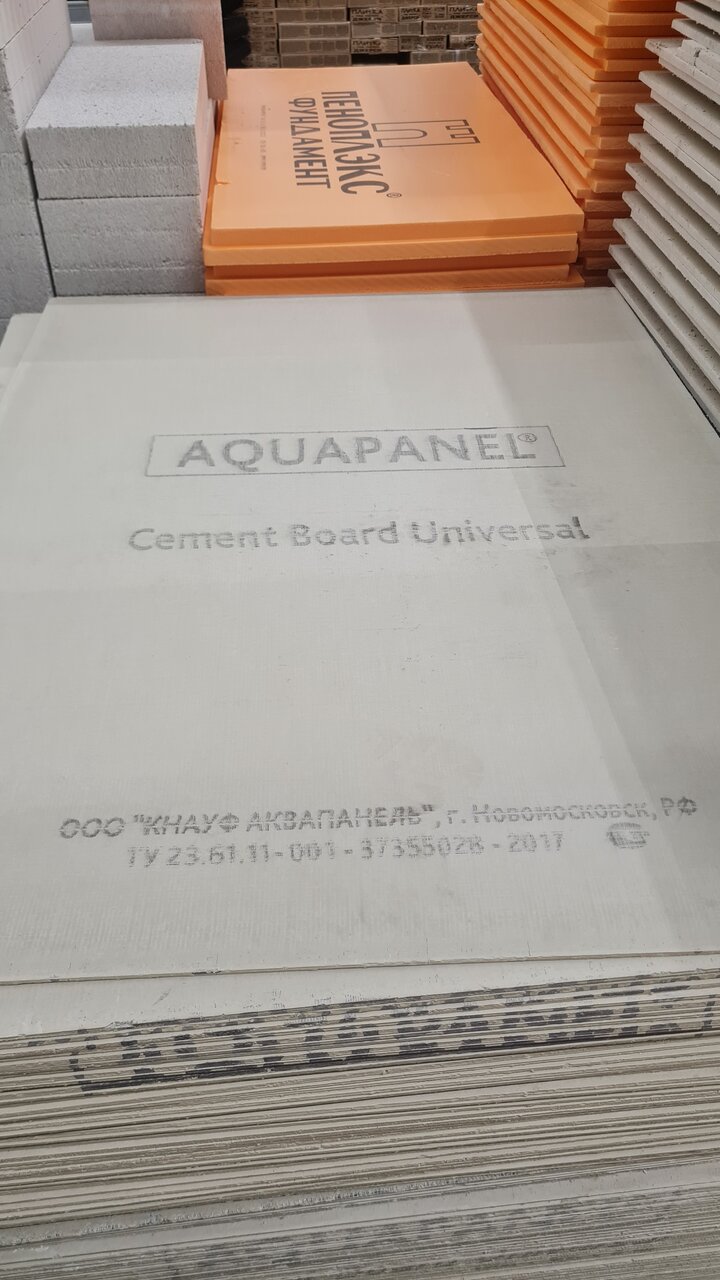 ПЕНОПЛЭКС®
ФУНДАМЕНТ
AQUAPANEL®
Cement Board Universal
ООО "КНАУФ АКВАПАНЕЛЬ", г. Новомосковск, РФ
ТУ 23.61.11-001-37355028-2017